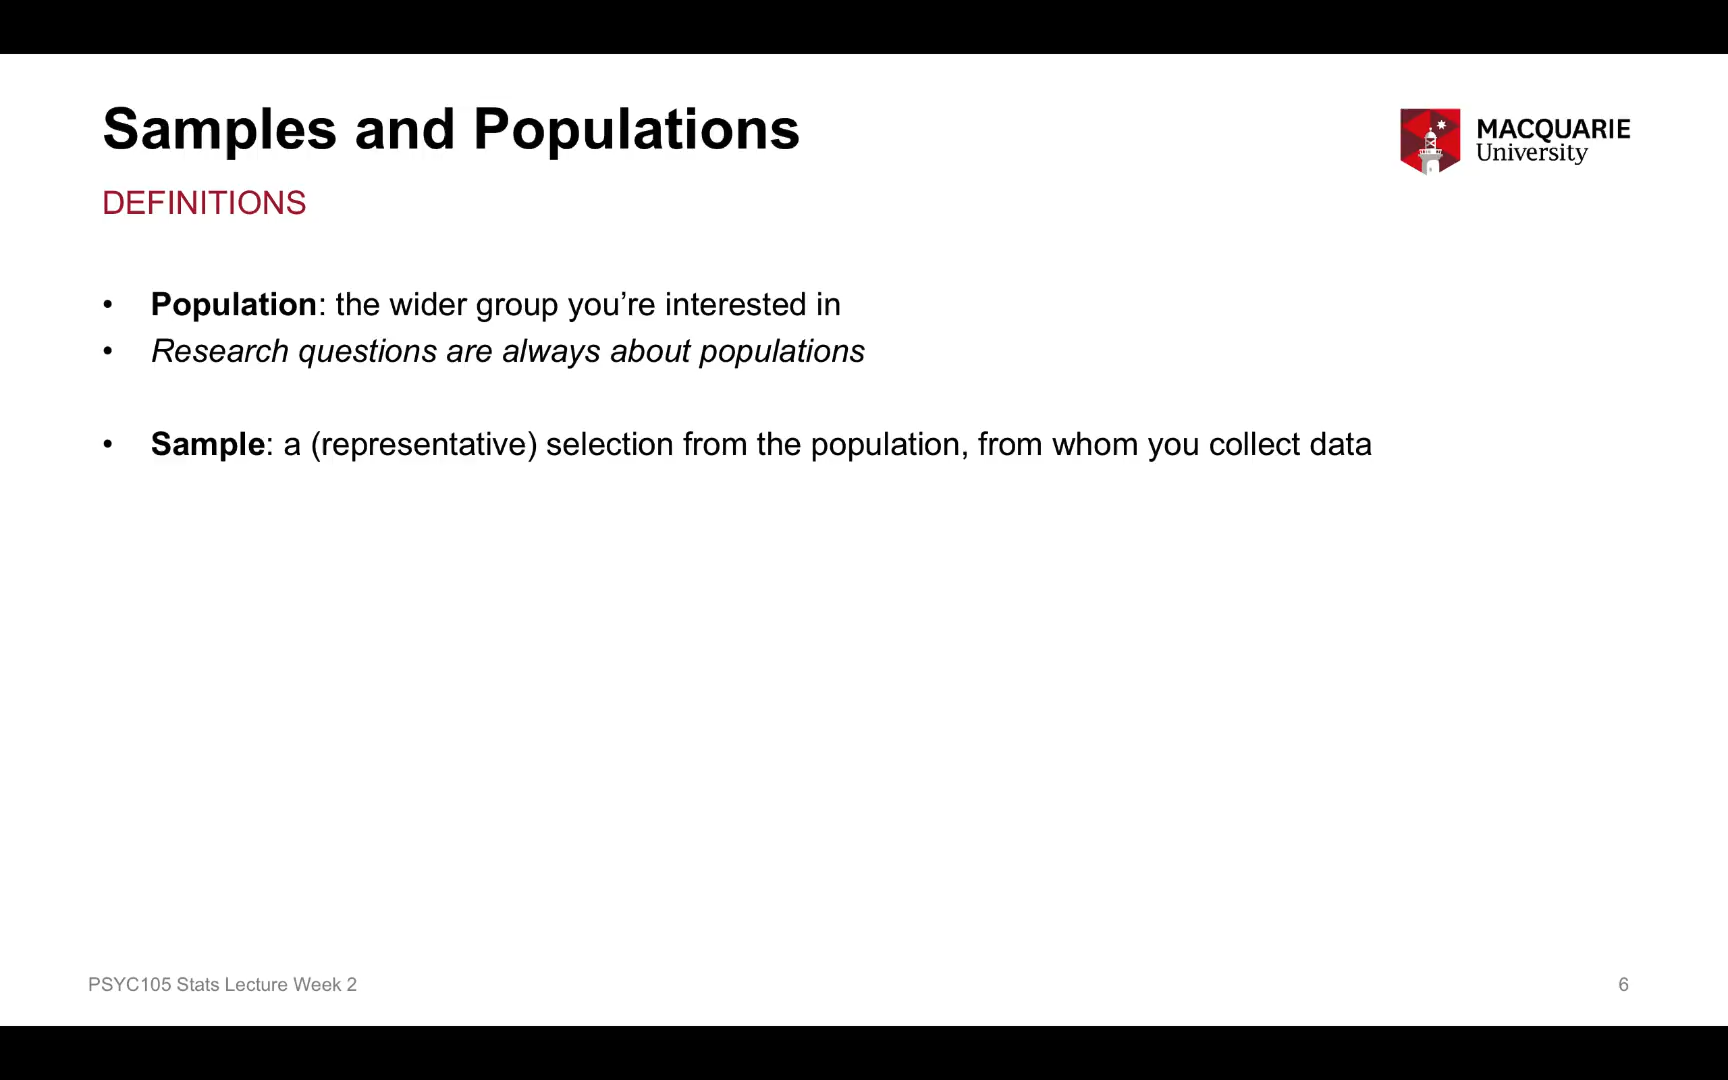 Samples and Populations
MACQUARIE
University
DEFINITIONS
• Population: the wider group you’re interested in
• Research questions are always about populations
• Sample: a (representative) selection from the population, from whom you collect data
PSYC105 Stats Lecture Week 2
6